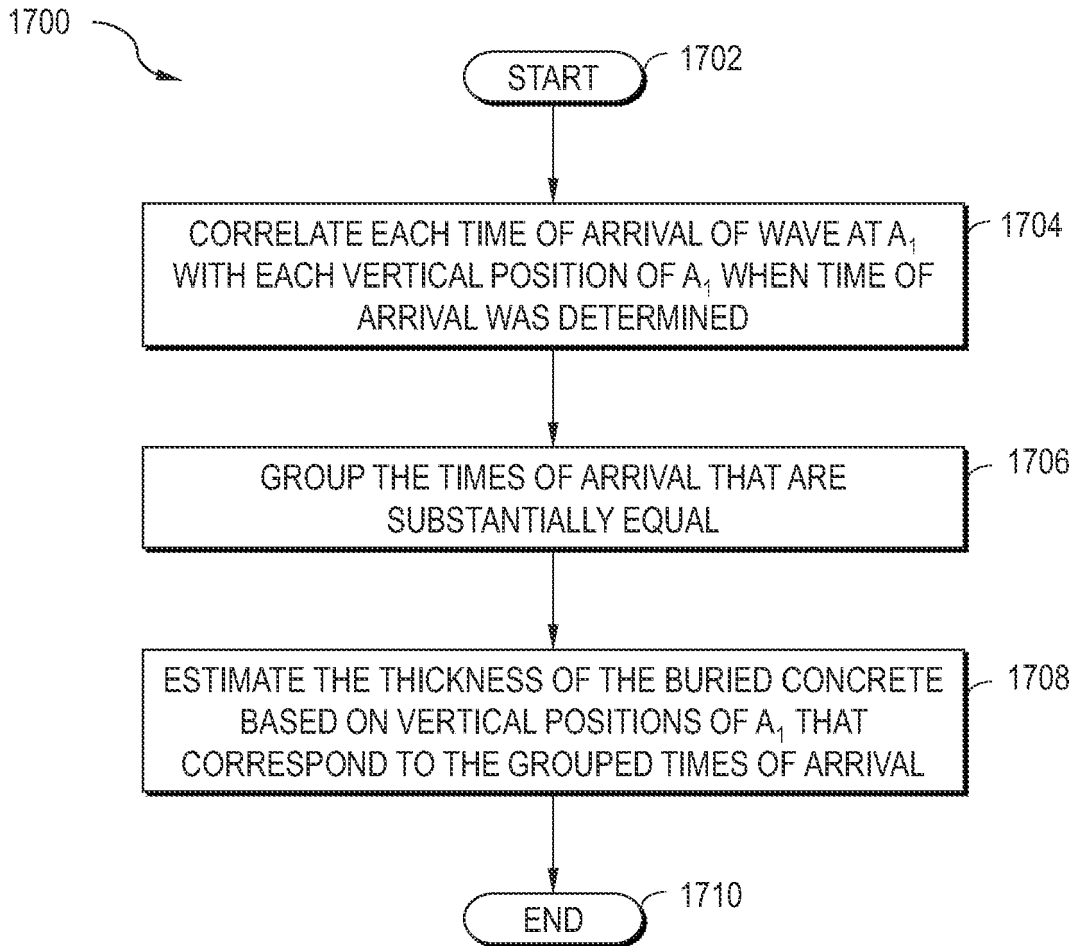 1700
START
1702
CORRELATE EACH TIME OF ARRIVAL OF WAVE AT A₁
WITH EACH VERTICAL POSITION OF A₁ WHEN TIME OF
ARRIVAL WAS DETERMINED
1704
GROUP THE TIMES OF ARRIVAL THAT ARE
SUBSTANTIALLY EQUAL
1706
ESTIMATE THE THICKNESS OF THE BURIED CONCRETE
BASED ON VERTICAL POSITIONS OF A₁ THAT
CORRESPOND TO THE GROUPED TIMES OF ARRIVAL
1708
END
1710